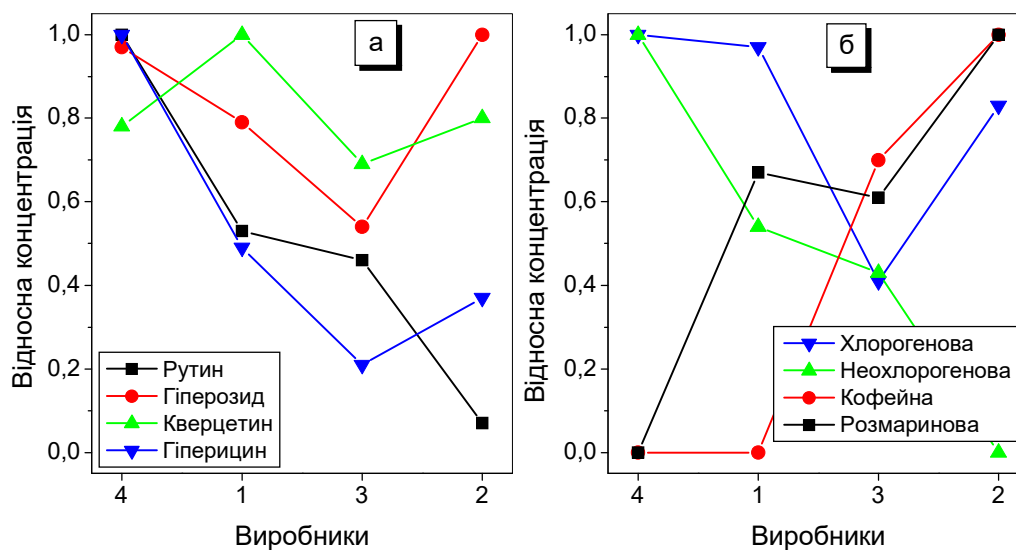 а
Відносна концентрація
1,0
0,8
0,6
0,4
0,2
0,0
Рутин
Гіперозид
Кверцетин
Гіперицин
4 1 3 2
Виробники
б
Відносна концентрація
1,0
0,8
0,6
0,4
0,2
0,0
Хлорогенова
Неохлорогенова
Кофейна
Розмаринова
4 1 3 2
Виробники